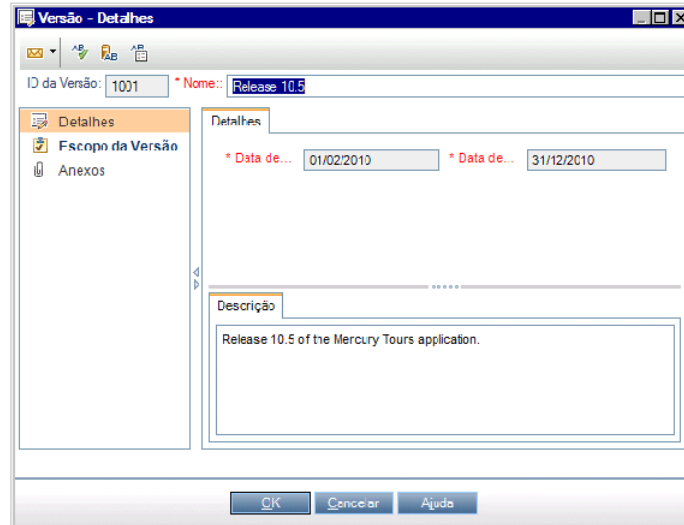 Versão - Detalhes
ID da Versão: 1001 * Nome:: Release 10.5
Detalhes
Escopo da Versão
Anexos
Detalhes
* Data de... 01/02/2010 * Data de... 31/12/2010
Descrição
Release 10.5 of the Mercury Tours application.
OK Cancelar Ajuda